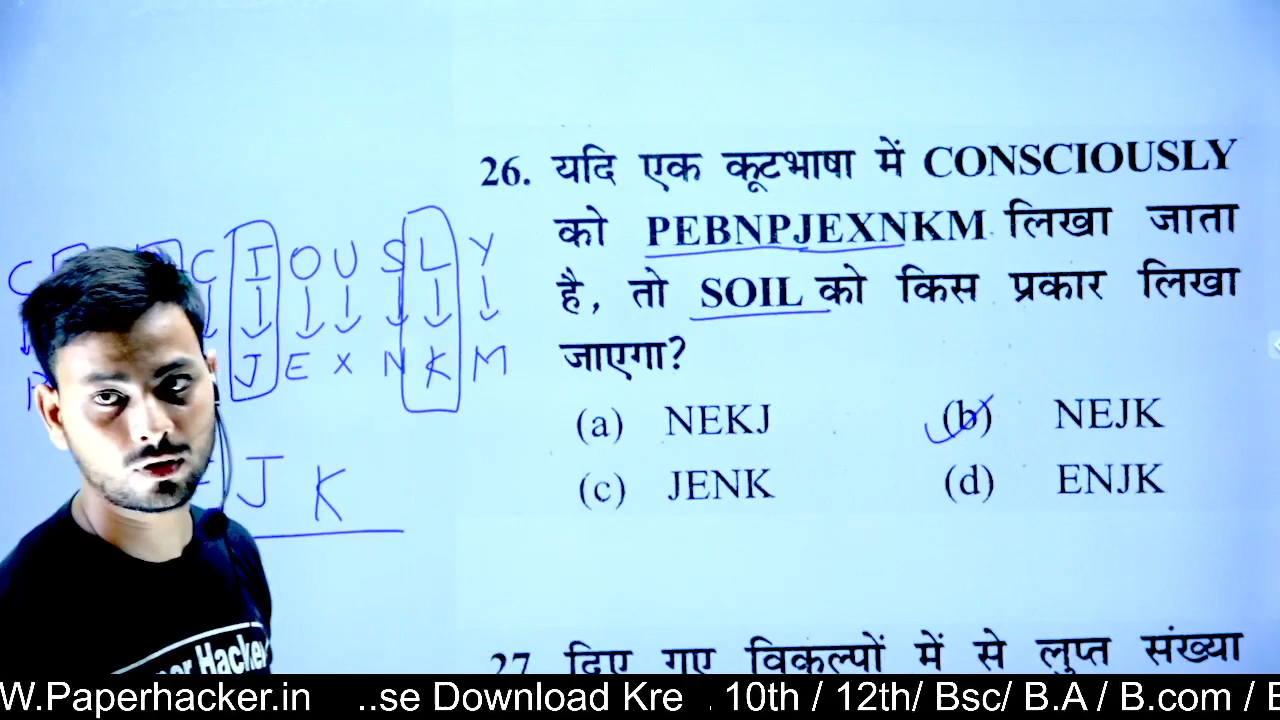 26. यदि एक कूटभाषा में CONSCIOUSLY
को PEBNPJEXNKM लिखा जाता
है, तो SOIL को किस प्रकार लिखा
जाएगा?
(a) NEKJ (b) NEJK
(c) JENK (d) ENJK
27. दिए गए विकल्पों में से लुप्त संख्या
C I O U S L Y
J E X N K M
J K
Hacker
W.Paperhacker.in ..se Download Kre . 10th / 12th/ Bsc/ B.A / B.com /